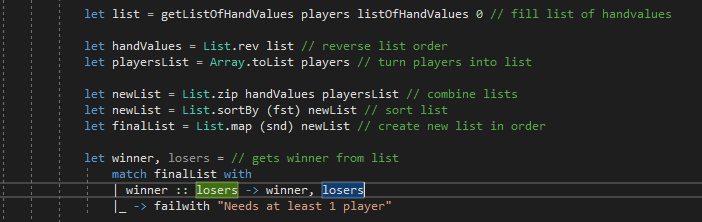 let list = getListOfHandValues players listOfHandValues 0 // fill list of handvalues
let handValues = List.rev list // reverse list order
let playersList = Array.toList players // turn players into list
let newList = List.zip handValues playersList // combine lists
let newList = List.sortBy (fst) newList // sort list
let finalList = List.map (snd) newList // create new list in order
let winner, losers = // gets winner from list
match finalList with
| winner :: losers -> winner, losers
|_ -> failwith "Needs at least 1 player"